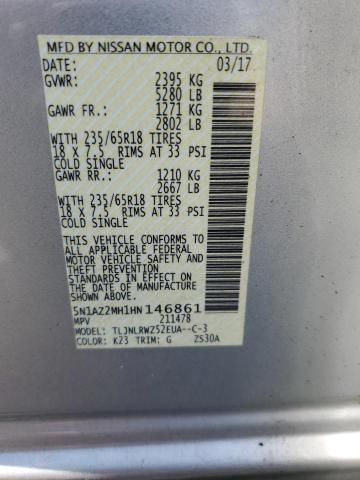 MFD BY NISSAN MOTOR CO., LTD.
DATE: 03/17
GVWR: 2395 KG
5280 LB
GAWR FR.: 1271 KG
2802 LB
WITH 235/65R18 TIRES
18 X 7.5 RIMS AT 33 PSI
COLD SINGLE
GAWR RR.: 1210 KG
2667 LB
WITH 235/65R18 TIRES
18 X 7.5 RIMS AT 33 PSI
COLD SINGLE
THIS VEHICLE CONFORMS TO
ALL APPLICABLE FEDERAL
MOTOR VEHICLE SAFETY
AND THEFT PREVENTION
STANDARDS IN EFFECT ON
THE DATE OF MANUFACTURE
SHOWN ABOVE.
5N1AZ2MH1HN146861
MPV 211478
MODEL: TLJNLRWZ52EUA--C-3
COLOR: K23 TRIM: G ZS30A